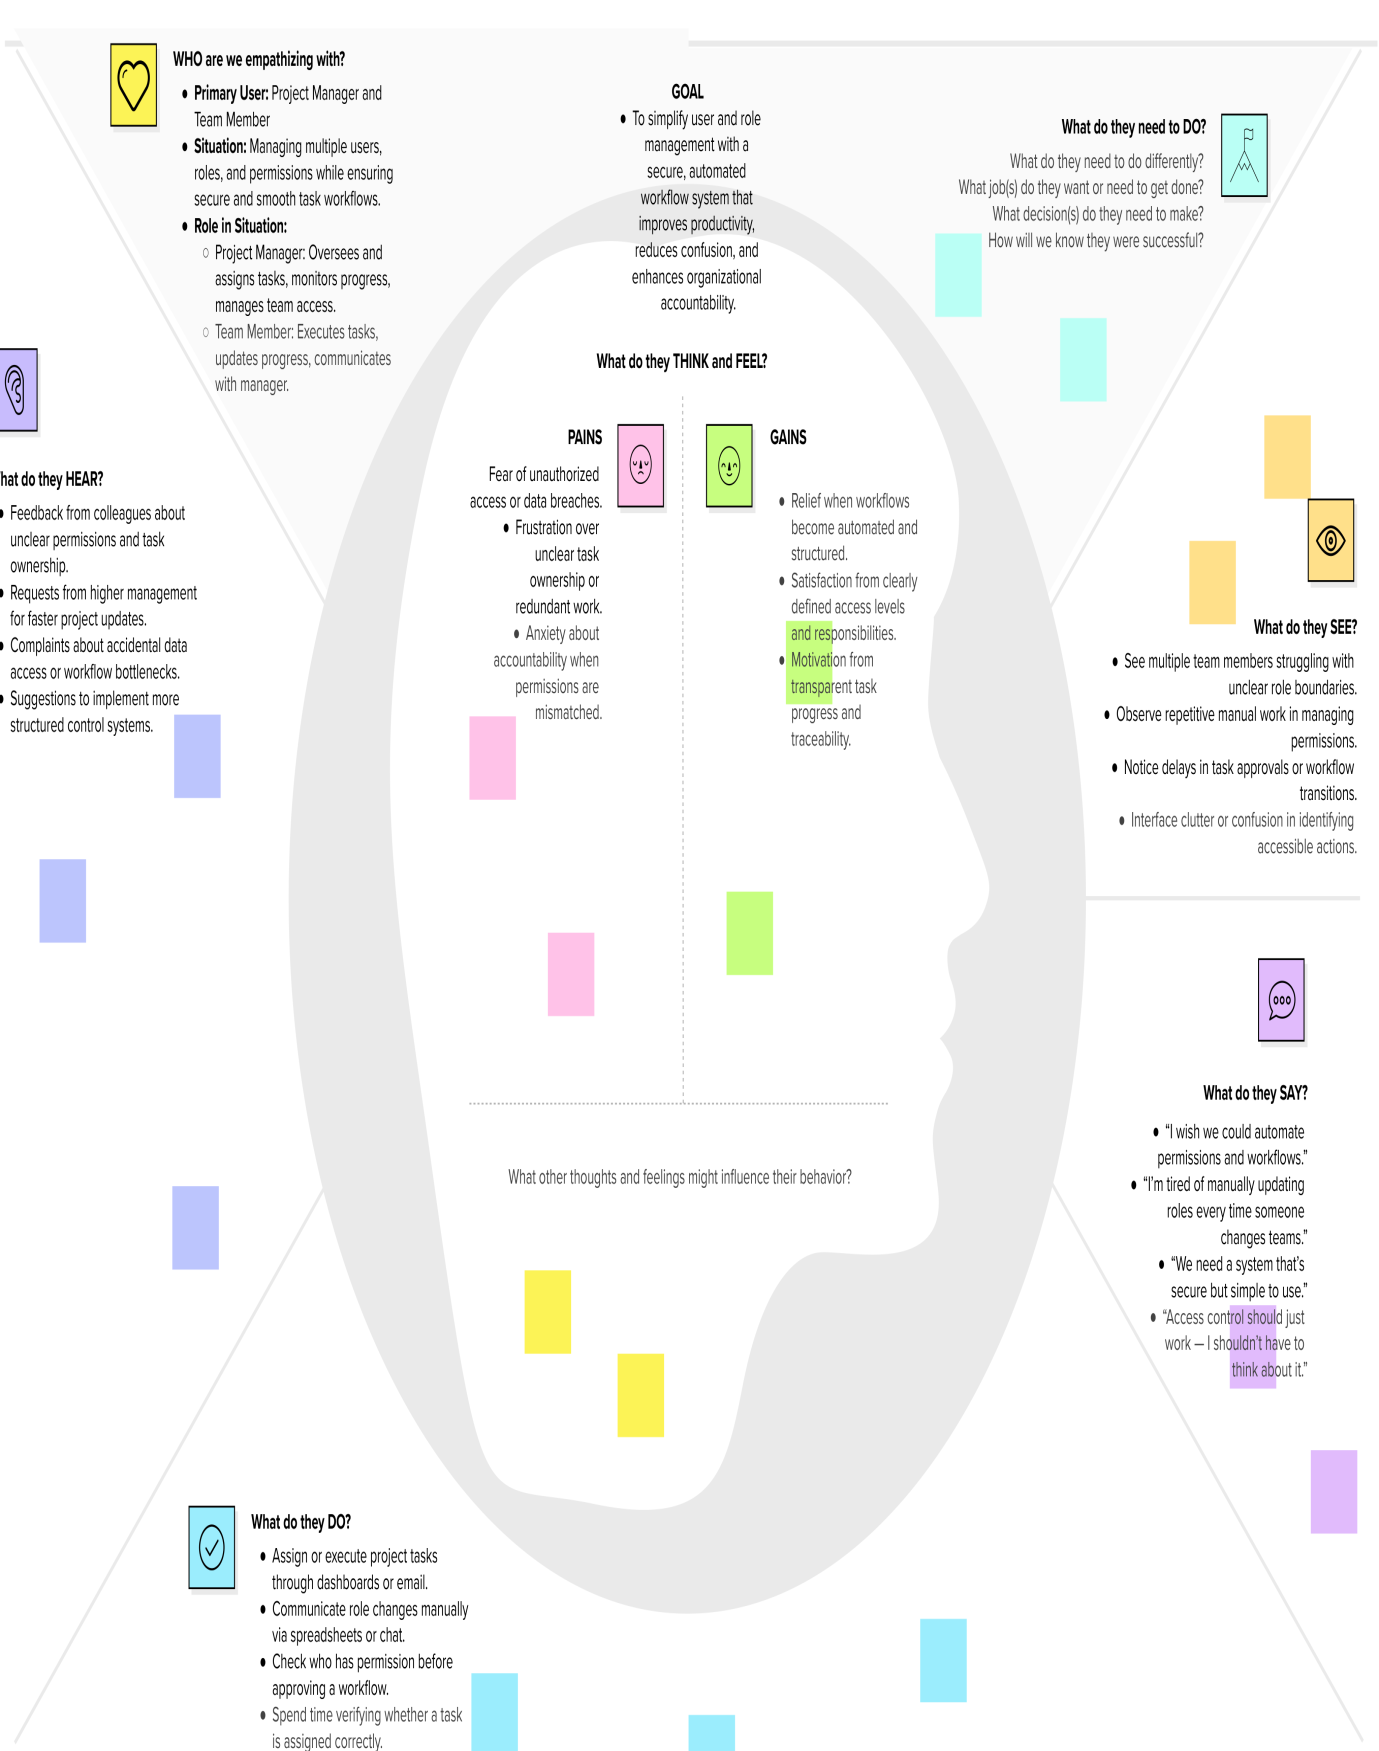 WHO are we empathizing with?
● Primary User: Project Manager and
Team Member
● Situation: Managing multiple users,
roles, and permissions while ensuring
secure and smooth task workflows.
● Role in Situation:
○ Project Manager: Oversees and
assigns tasks, monitors progress,
manages team access.
○ Team Member: Executes tasks,
updates progress, communicates
with manager.
GOAL
● To simplify user and role
management with a
secure, automated
workflow system that
improves productivity,
reduces confusion, and
enhances organizational
accountability.
What do they need to DO?
What do they need to do differently?
What job(s) do they want or need to get done?
What decision(s) do they need to make?
How will we know they were successful?
hat do they HEAR?
● Feedback from colleagues about
unclear permissions and task
ownership.
● Requests from higher management
for faster project updates.
● Complaints about accidental data
access or workflow bottlenecks.
● Suggestions to implement more
structured control systems.
What do they THINK and FEEL?
PAINS
Fear of unauthorized
access or data breaches.
● Frustration over
unclear task
ownership or
redundant work.
● Anxiety about
accountability when
permissions are
mismatched.
GAINS
● Relief when workflows
become automated and
structured.
● Satisfaction from clearly
defined access levels
and responsibilities.
● Motivation from
transparent task
progress and
traceability.
What do they SEE?
● See multiple team members struggling with
unclear role boundaries.
● Observe repetitive manual work in managing
permissions.
● Notice delays in task approvals or workflow
transitions.
● Interface clutter or confusion in identifying
accessible actions.
What do they SAY?
● “I wish we could automate
permissions and workflows.”
● “I’m tired of manually updating
roles every time someone
changes teams.”
● “We need a system that’s
secure but simple to use.”
● “Access control should just
work — I shouldn’t have to
think about it.”
What other thoughts and feelings might influence their behavior?
What do they DO?
● Assign or execute project tasks
through dashboards or email.
● Communicate role changes manually
via spreadsheets or chat.
● Check who has permission before
approving a workflow.
● Spend time verifying whether a task
is assigned correctly.